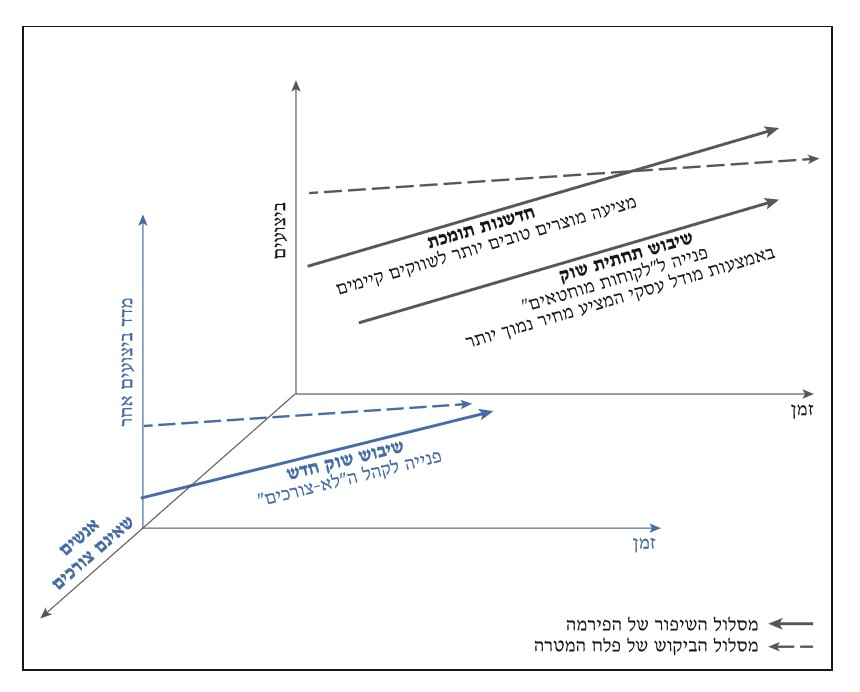 ביצועים
חדשנות תומכת
מציעה מוצרים טובים יותר לשווקים קיימים
שיבוש תחתית שוק
פנייה ל"לקוחות מוחטאים"
באמצעות מודל עסקי המציע מחיר נמוך יותר
זמן
מדד ביצועים אחר
שיבוש שוק חדש
פנייה לקהל ה"לא-צורכים"
זמן
אנשים
שאינם צורכים
מסלול השיפור של הפירמה
מסלול הביקוש של פלח המטרה